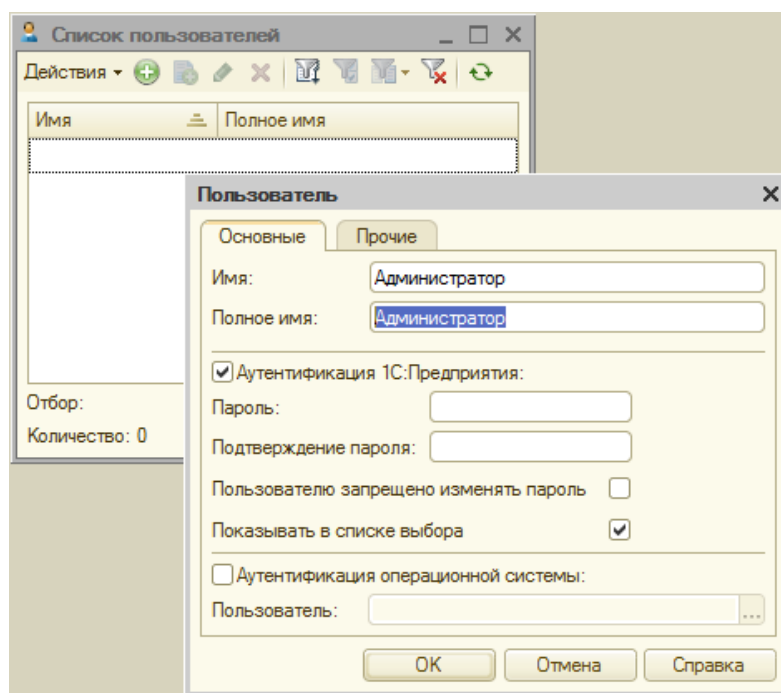 Список пользователей
Действия
Имя Полное имя
Отбор:
Количество: 0
Пользователь
Основные Прочие
Имя: Администратор
Полное имя: Администратор
Аутентификация 1С:Предприятия:
Пароль:
Подтверждение пароля:
Пользователю запрещено изменять пароль
Показывать в списке выбора
Аутентификация операционной системы:
Пользователь: ...
OK Отмена Справка